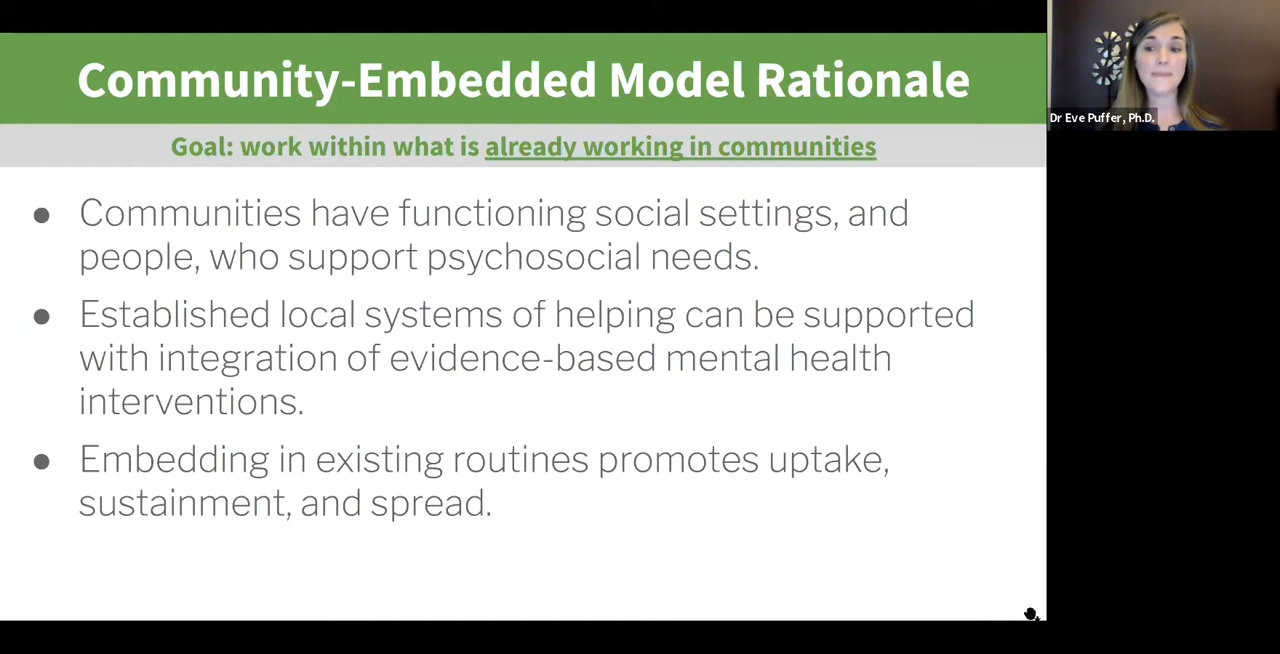 Community-Embedded Model Rationale
Goal: work within what is already working in communities
● Communities have functioning social settings, and
people, who support psychosocial needs.
● Established local systems of helping can be supported
with integration of evidence-based mental health
interventions.
● Embedding in existing routines promotes uptake,
sustainment, and spread.
Dr Eve Puffer, Ph.D.